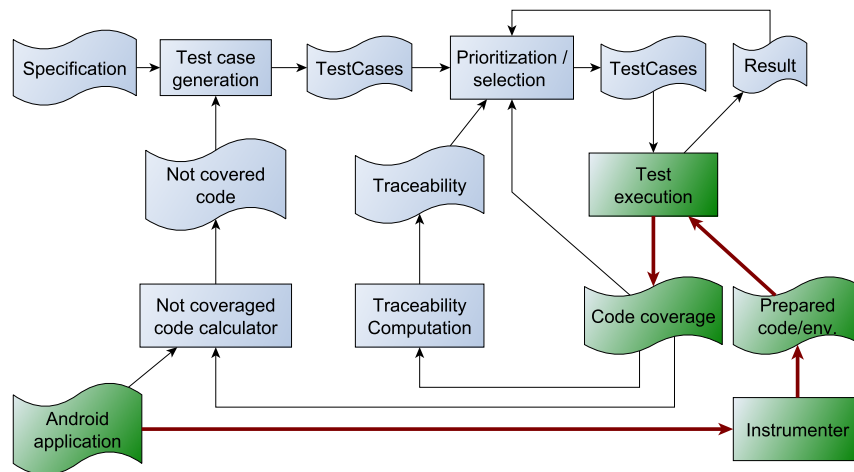 Specification
Test case
generation
TestCases
Prioritization /
selection
TestCases
Result
Not covered
code
Traceability
Test
execution
Not coveraged
code calculator
Traceability
Computation
Code coverage
Prepared
code/env.
Android
application
Instrumenter